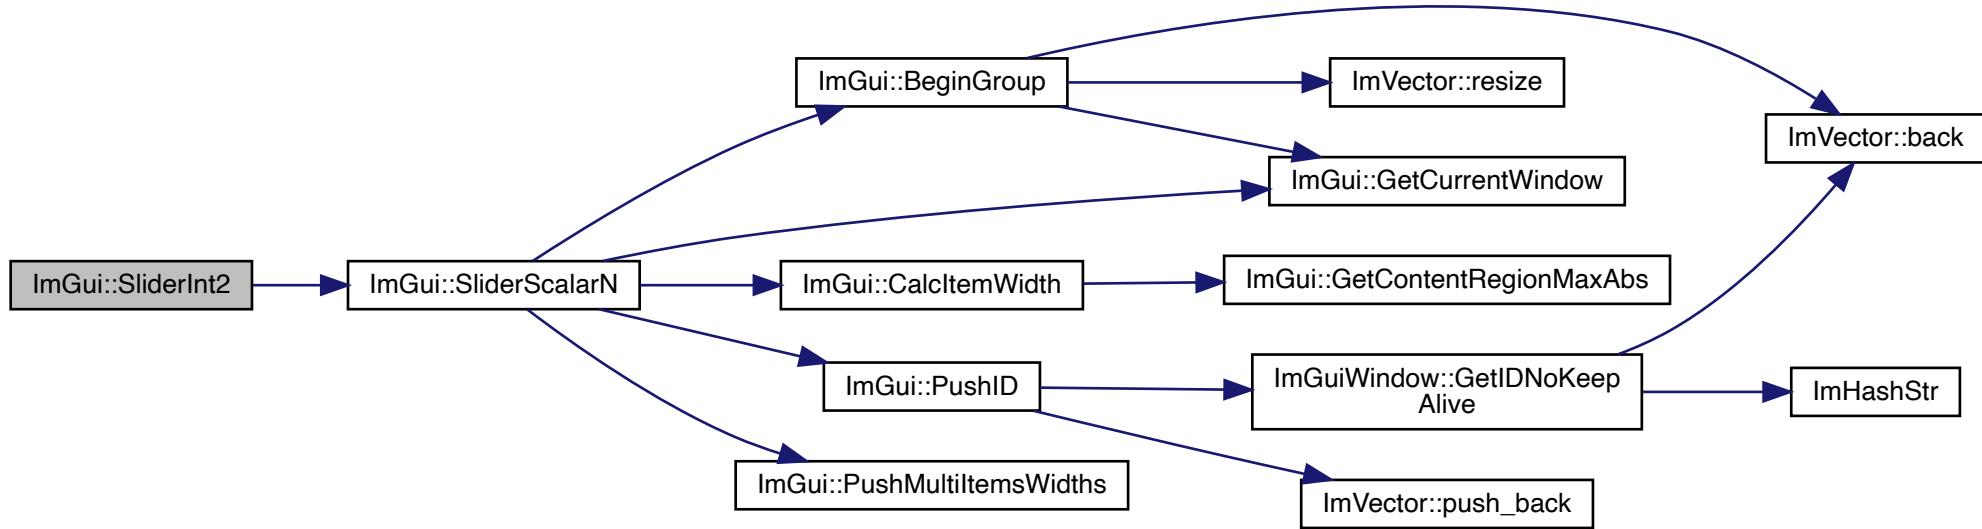 ImGui::SliderInt2
ImGui::SliderScalarN
ImGui::BeginGroup
ImVector::resize
ImVector::back
ImGui::GetCurrentWindow
ImGui::CalcItemWidth
ImGui::GetContentRegionMaxAbs
ImGui::PushID
ImGuiWindow::GetIDNoKeep
Alive
ImHashStr
ImGui::PushMultiItemsWidths
ImVector::push_back